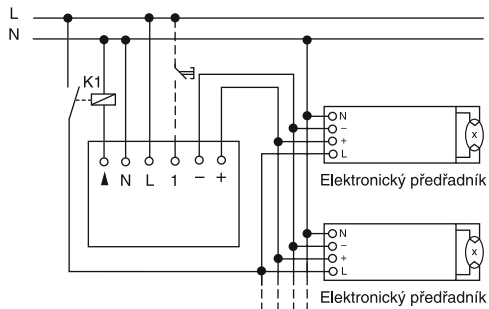 L
N
K1
N L 1 – +
N
–
+
L
x
Elektronický předřadník
N
–
+
L
x
Elektronický předřadník